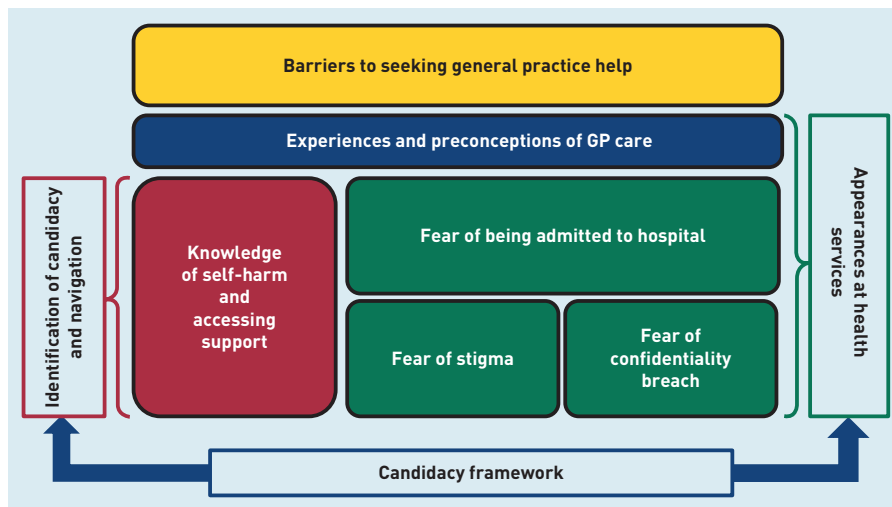 Barriers to seeking general practice help
Experiences and preconceptions of GP care
Identification of candidacy
and navigation
Knowledge
of self-harm
and
accessing
support
Fear of being admitted to hospital
Fear of stigma
Fear of
confidentiality
breach
Appearances at health
services
Candidacy framework